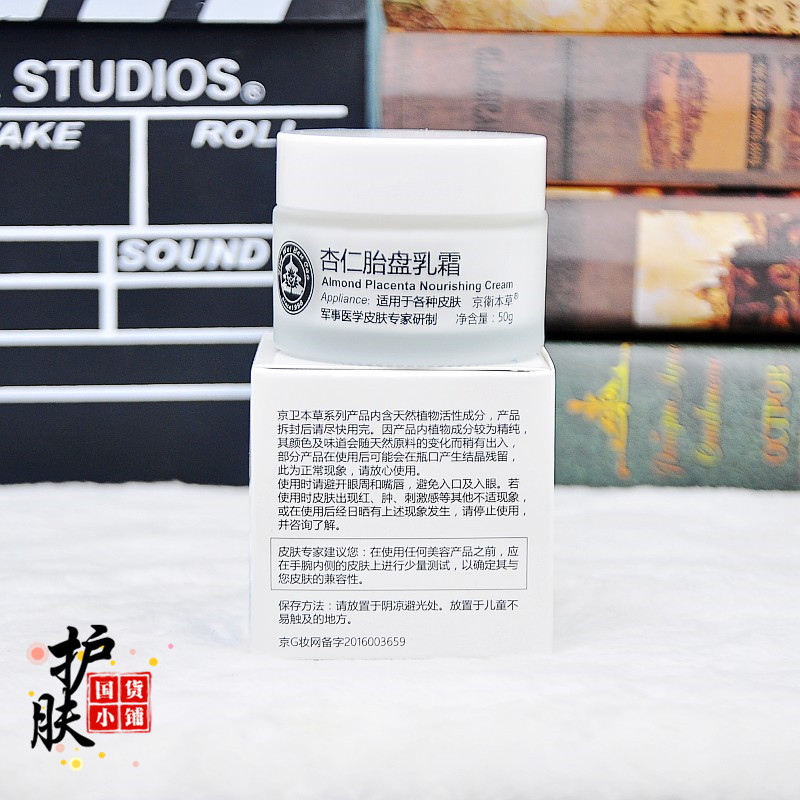 STUDIOS®
TAKE
ROLL
SOUND
杏仁胎盘乳霜
Almond Placenta Nourishing Cream
Appliance: 适用于各种皮肤 京衛本草®
军事医学皮肤专家研制 净含量:50g
京卫本草系列产品内含天然植物活性成分，产品
拆封后请尽快用完。因产品内植物成分较为精纯，
其颜色及味道会随天然原料的变化而稍有出入，
部分产品在使用后可能会在瓶口产生结晶残留，
此为正常现象，请放心使用。
使用时请避开眼周和嘴唇，避免入口及入眼。若
使用时皮肤出现红、肿、刺激感等其他不适现象，
或在使用后经日晒有上述现象发生，请停止使用，
并咨询了解。
皮肤专家建议您：在使用任何美容产品之前，应
在手腕内侧的皮肤上进行少量测试，以确定其与
您皮肤的兼容性。
保存方法：请放置于阴凉避光处。放置于儿童不
易触及的地方。
京G妆网备字2016003659
护肤
国货
小铺
ОСТРОВ